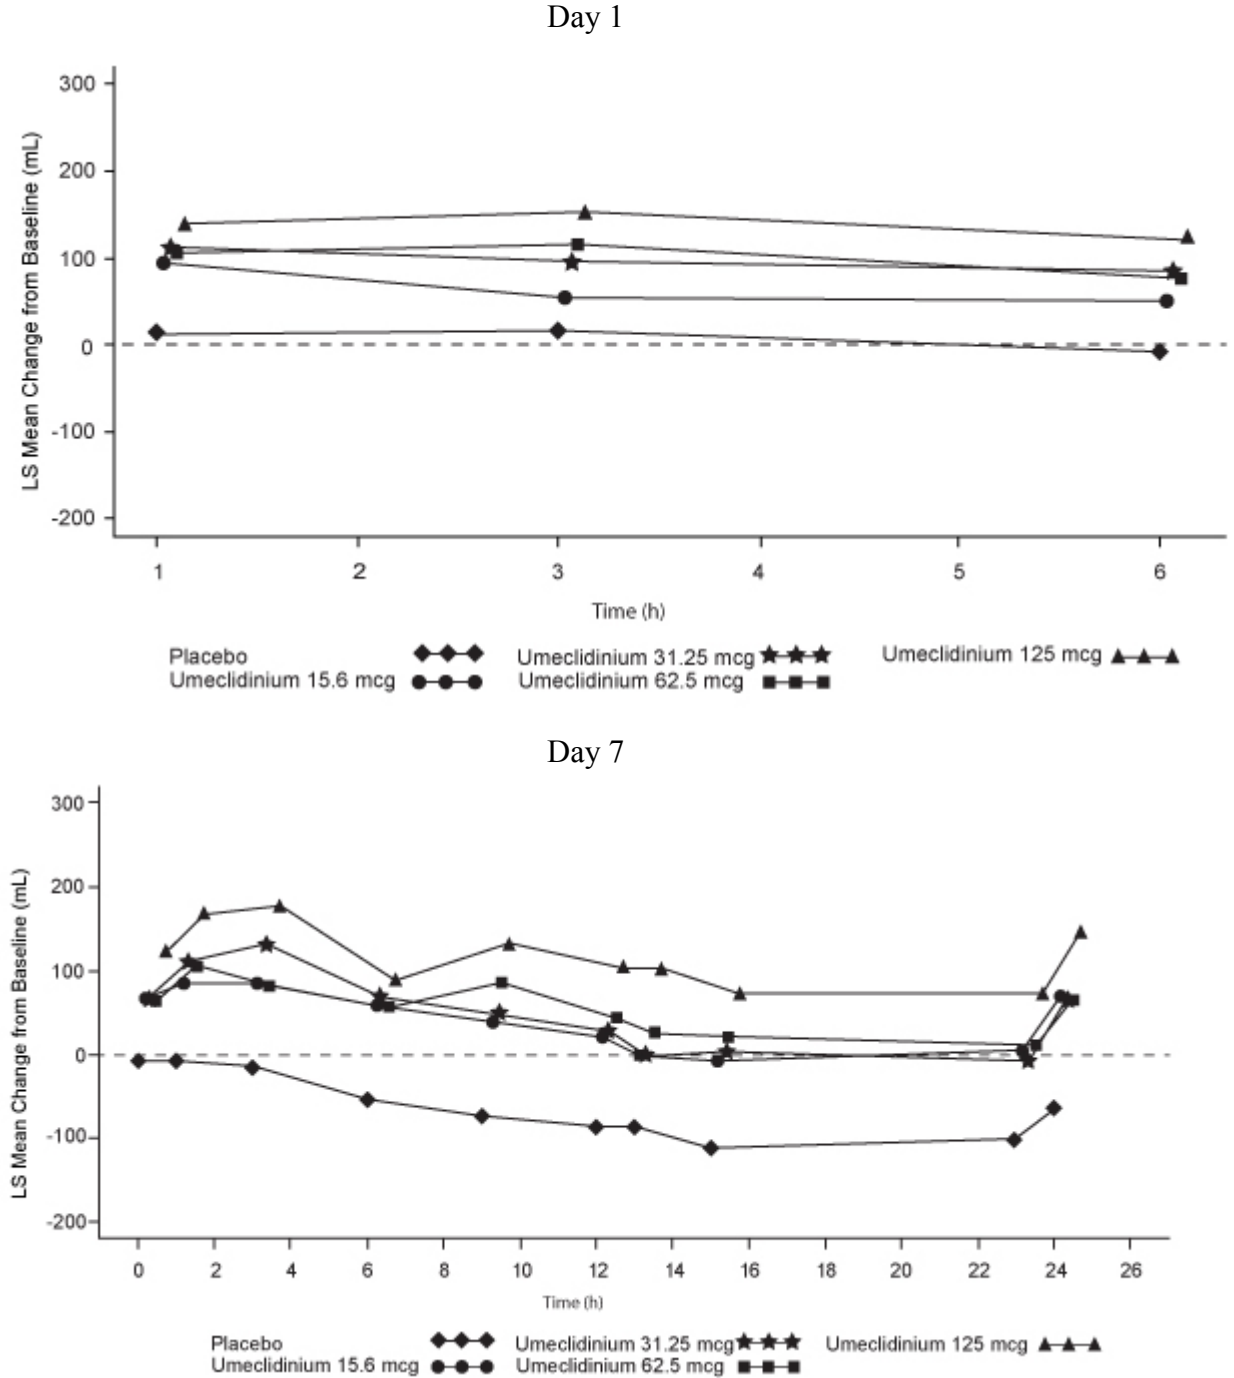 Day 1
LS Mean Change from Baseline (mL)
300
200
100
0
-100
-200
1 2 3 4 5 6
Time (h)
Placebo Umeclidinium 31.25 mcg Umeclidinium 125 mcg
Umeclidinium 15.6 mcg Umeclidinium 62.5 mcg
Day 7
LS Mean Change from Baseline (mL)
300
200
100
0
-100
-200
0 2 4 6 8 10 12 14 16 18 20 22 24 26
Time (h)
Placebo Umeclidinium 31.25 mcg Umeclidinium 125 mcg
Umeclidinium 15.6 mcg Umeclidinium 62.5 mcg